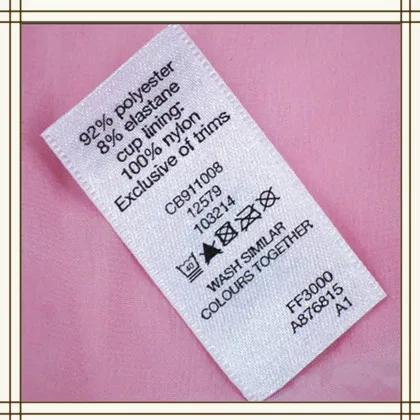 92% polyester
8% elastane
cup lining:
100% nylon
Exclusive of trims
CB911008
12579
103214
40
WASH SIMILAR
COLOURS TOGETHER
FF3000
A876815
A1